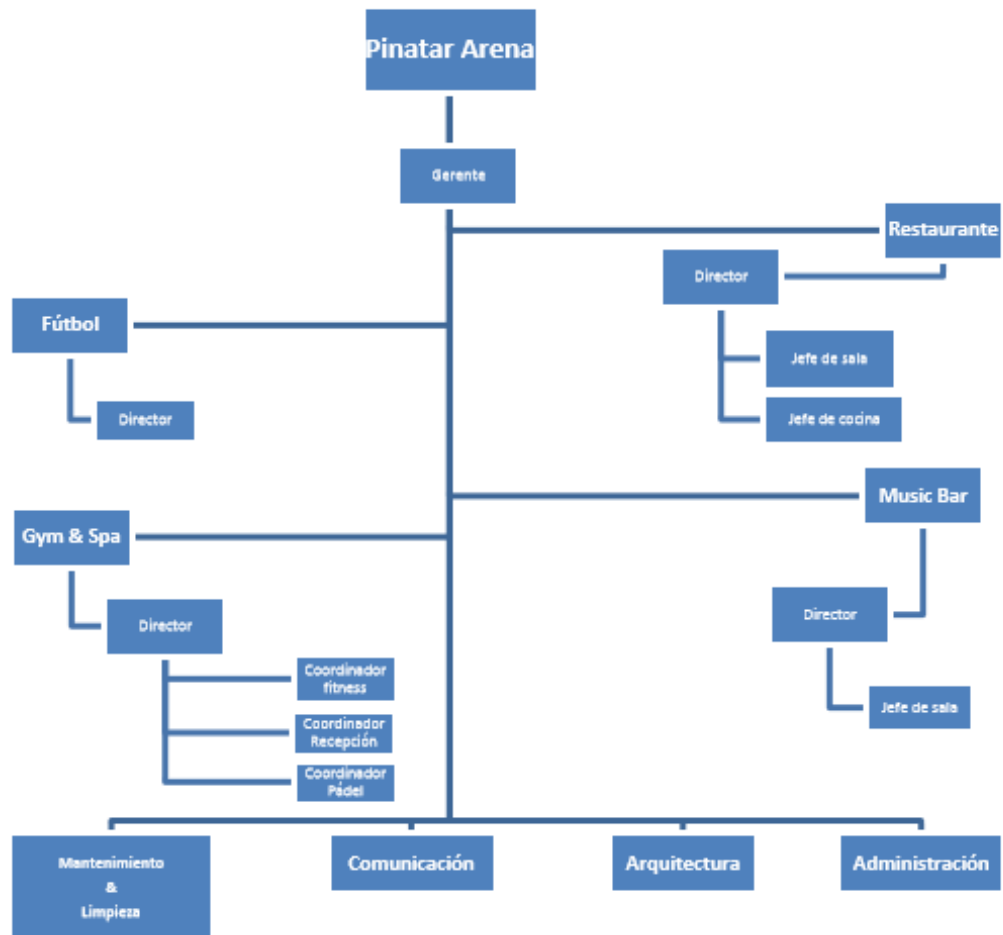 Pinatar Arena
Gerente
Restaurante
Director
Jefe de sala
Jefe de cocina
Fútbol
Director
Music Bar
Director
Jefe de sala
Gym & Spa
Director
Coordinador
fitness
Coordinador
Recepción
Coordinador
Pádel
Mantenimiento
&
Limpieza
Comunicación
Arquitectura
Administración